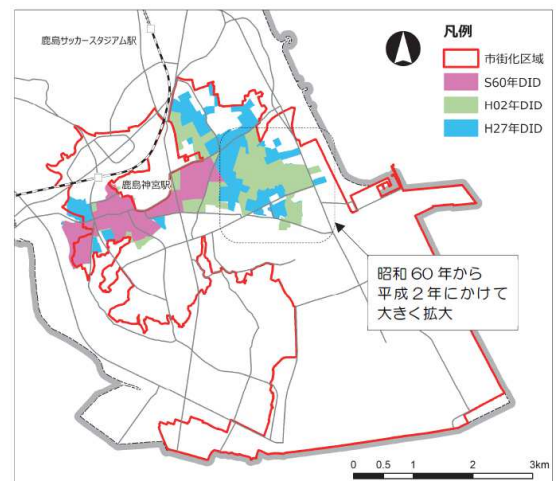 鹿島サッカースタジアム駅
鹿島神宮駅
凡例
市街化区域
S60年DID
H02年DID
H27年DID
昭和60年から
平成2年にかけて
大きく拡大
0 0.5 1 2 3km